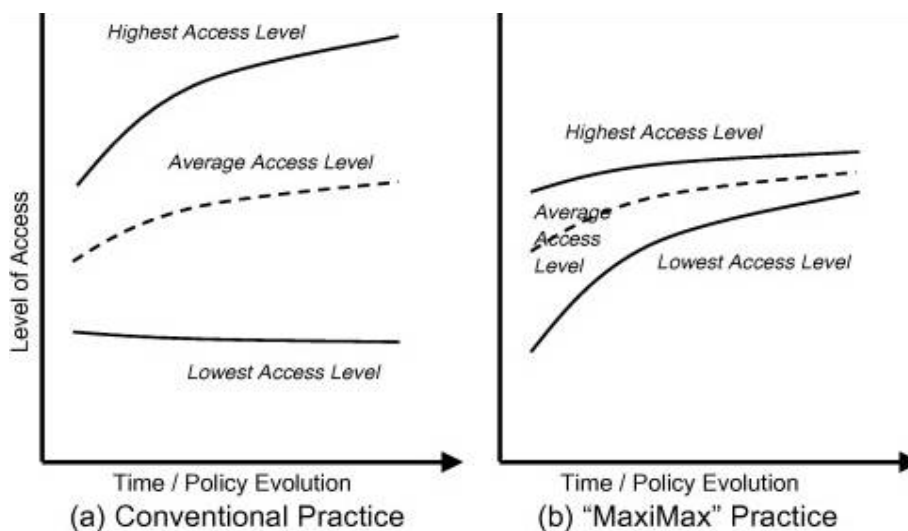 Highest Access Level
Average Access Level
Lowest Access Level
Level of Access
Time / Policy Evolution
(a) Conventional Practice
Highest Access Level
Average
Access
Level
Lowest Access Level
Time / Policy Evolution
(b) “MaxiMax” Practice